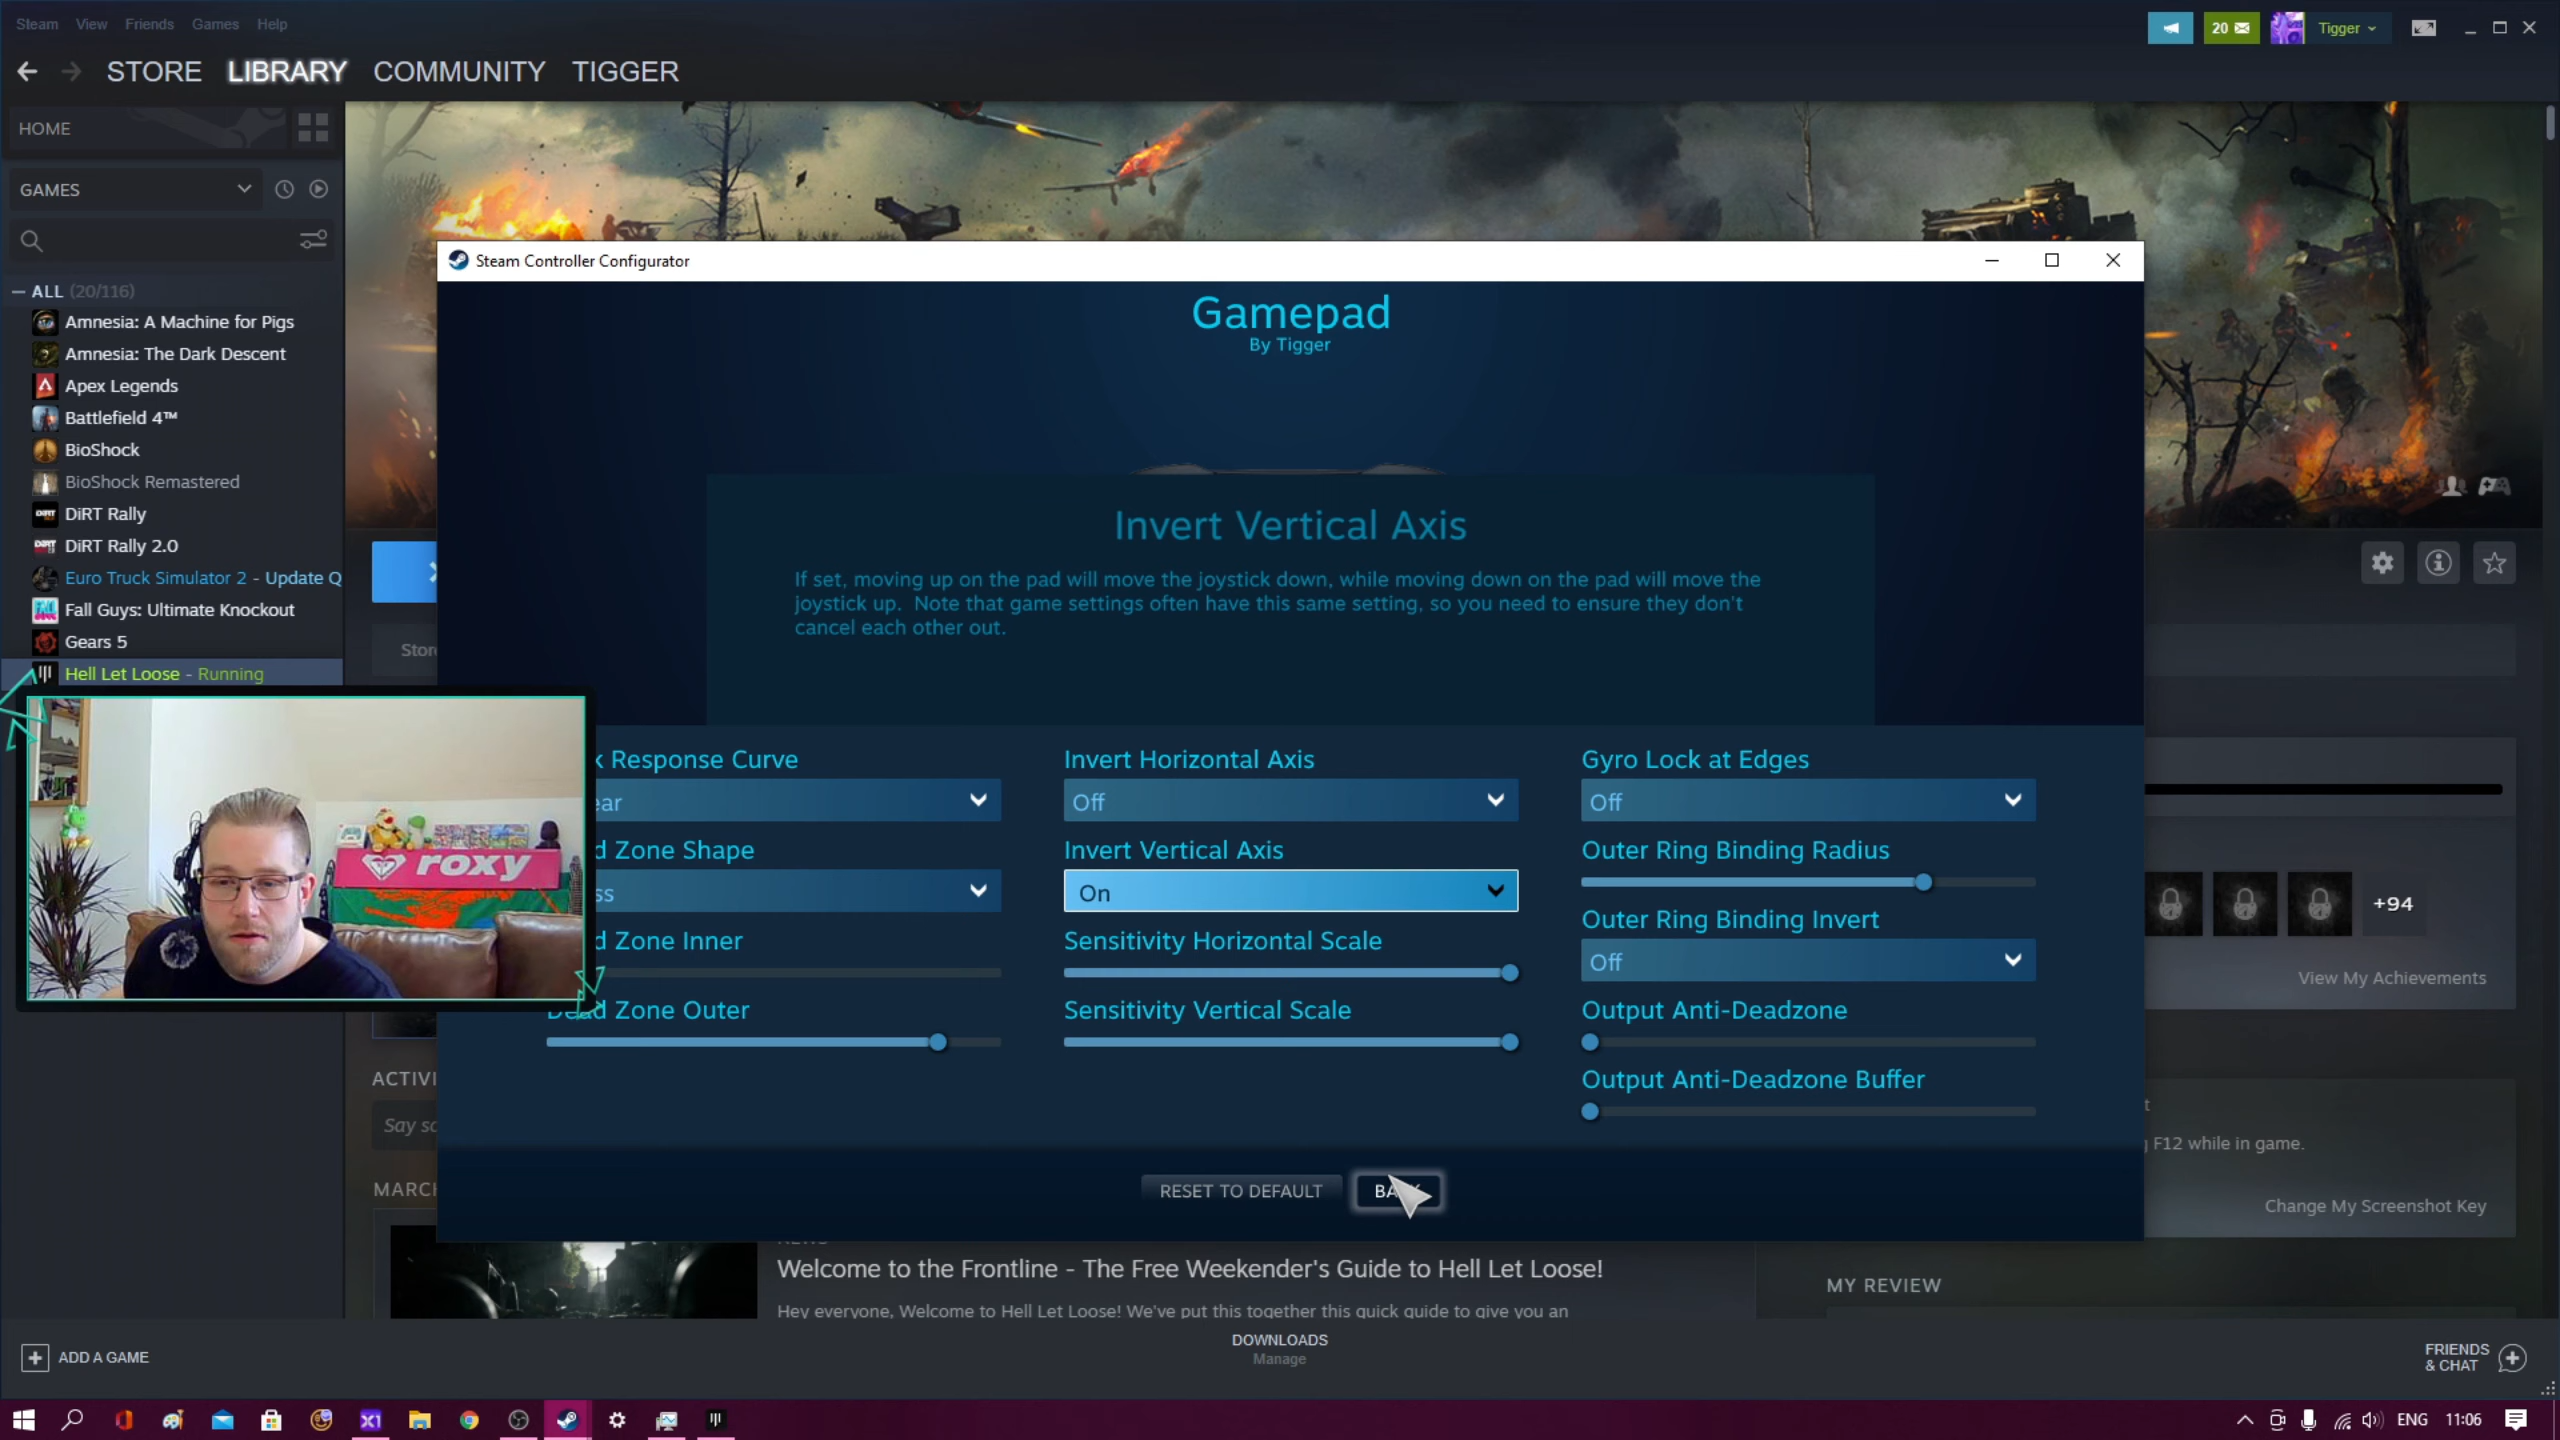 Steam View Friends Games Help
20
Tigger
STORE LIBRARY COMMUNITY TIGGER
HOME
GAMES
ALL (20/116)
Amnesia: A Machine for Pigs
Amnesia: The Dark Descent
Apex Legends
Battlefield 4™
BioShock
BioShock Remastered
DiRT Rally
DiRT Rally 2.0
Euro Truck Simulator 2 - Update Q
Fall Guys: Ultimate Knockout
Gears 5
Hell Let Loose - Running
Steam Controller Configurator
Gamepad
By Tigger
Invert Vertical Axis
If set, moving up on the pad will move the joystick down, while moving down on the pad will move the
joystick up. Note that game settings often have this same setting, so you need to ensure they don't
cancel each other out.
Response Curve
Zone Shape
Zone Inner
Dead Zone Outer
Invert Horizontal Axis
Off
Invert Vertical Axis
On
Sensitivity Horizontal Scale
Sensitivity Vertical Scale
Gyro Lock at Edges
Off
Outer Ring Binding Radius
Outer Ring Binding Invert
Off
Output Anti-Deadzone
Output Anti-Deadzone Buffer
RESET TO DEFAULT
roxy
Stor
ACTIVI
Say so
MARCH
+94
View My Achievements
F12 while in game.
Change My Screenshot Key
MY REVIEW
Welcome to the Frontline - The Free Weekender's Guide to Hell Let Loose!
Hey everyone, Welcome to Hell Let Loose! We've put this together this quick guide to give you an
ADD A GAME
DOWNLOADS
Manage
FRIENDS
& CHAT
X1
ENG 11:06